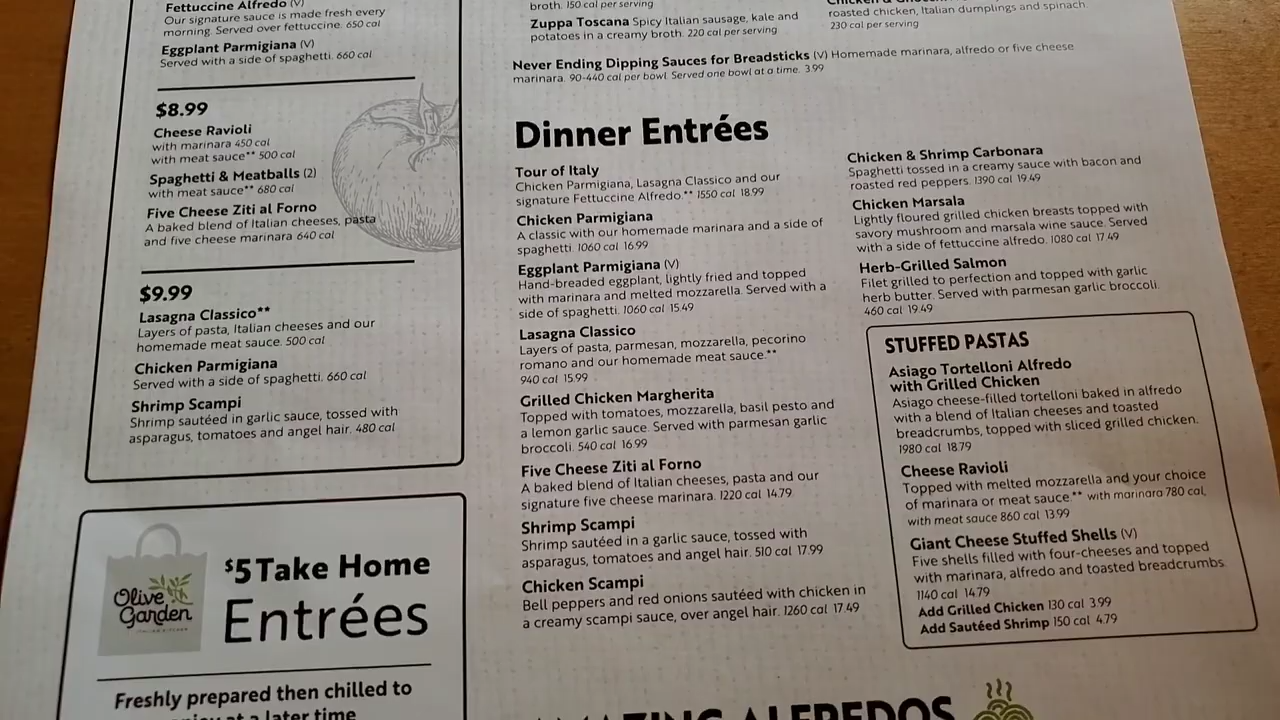 Fettuccine Alfredo (V)
Our signature sauce is made fresh every
morning. Served over fettuccine. 650 cal
Eggplant Parmigiana (V)
Served with a side of spaghetti. 660 cal
$8.99
Cheese Ravioli
with marinara 450 cal
with meat sauce** 500 cal
Spaghetti & Meatballs (2)
with meat sauce** 680 cal
Five Cheese Ziti al Forno
A baked blend of Italian cheeses, pasta
and five cheese marinara 640 cal
$9.99
Lasagna Classico**
Layers of pasta, Italian cheeses and our
homemade meat sauce. 500 cal
Chicken Parmigiana
Served with a side of spaghetti. 660 cal
Shrimp Scampi
Shrimp sautéed in garlic sauce, tossed with
asparagus, tomatoes and angel hair. 480 cal
Olive
Garden
ITALIAN KITCHEN
$5 Take Home
Entrées
Freshly prepared then chilled to
at a later time
broth. 150 cal per serving
Zuppa Toscana Spicy Italian sausage, kale and
potatoes in a creamy broth. 220 cal per serving
roasted chicken, Italian dumplings and spinach.
230 cal per serving
Never Ending Dipping Sauces for Breadsticks (V) Homemade marinara, alfredo or five cheese
marinara. 90-440 cal per bowl. Served one bowl at a time. 3.99
Dinner Entrées
Tour of Italy
Chicken Parmigiana, Lasagna Classico and our
signature Fettuccine Alfredo.** 1550 cal 18.99
Chicken Parmigiana
A classic with our homemade marinara and a side of
spaghetti. 1060 cal 16.99
Eggplant Parmigiana (V)
Hand-breaded eggplant, lightly fried and topped
with marinara and melted mozzarella. Served with a
side of spaghetti. 1060 cal 15.49
Lasagna Classico
Layers of pasta, parmesan, mozzarella, pecorino
romano and our homemade meat sauce.**
940 cal 15.99
Grilled Chicken Margherita
Topped with tomatoes, mozzarella, basil pesto and
a lemon garlic sauce. Served with parmesan garlic
broccoli. 540 cal 16.99
Five Cheese Ziti al Forno
A baked blend of Italian cheeses, pasta and our
signature five cheese marinara. 1220 cal 14.79
Shrimp Scampi
Shrimp sautéed in a garlic sauce, tossed with
asparagus, tomatoes and angel hair. 510 cal 17.99
Chicken Scampi
Bell peppers and red onions sautéed with chicken in
a creamy scampi sauce, over angel hair. 1260 cal 17.49
Chicken & Shrimp Carbonara
Spaghetti tossed in a creamy sauce with bacon and
roasted red peppers. 1390 cal 19.49
Chicken Marsala
Lightly floured grilled chicken breasts topped with
savory mushroom and marsala wine sauce. Served
with a side of fettuccine alfredo. 1080 cal 17.49
Herb-Grilled Salmon
Filet grilled to perfection and topped with garlic
herb butter. Served with parmesan garlic broccoli.
460 cal 19.49
STUFFED PASTAS
Asiago Tortelloni Alfredo
with Grilled Chicken
Asiago cheese-filled tortelloni baked in alfredo
with a blend of Italian cheeses and toasted
breadcrumbs, topped with sliced grilled chicken.
1980 cal 18.79
Cheese Ravioli
Topped with melted mozzarella and your choice
of marinara or meat sauce.** with marinara 780 cal,
with meat sauce 860 cal 13.99
Giant Cheese Stuffed Shells (V)
Five shells filled with four-cheeses and topped
with marinara, alfredo and toasted breadcrumbs.
1140 cal 14.79
Add Grilled Chicken 130 cal 3.99
Add Sautéed Shrimp 150 cal 4.79
AMAZING ALFREDOS